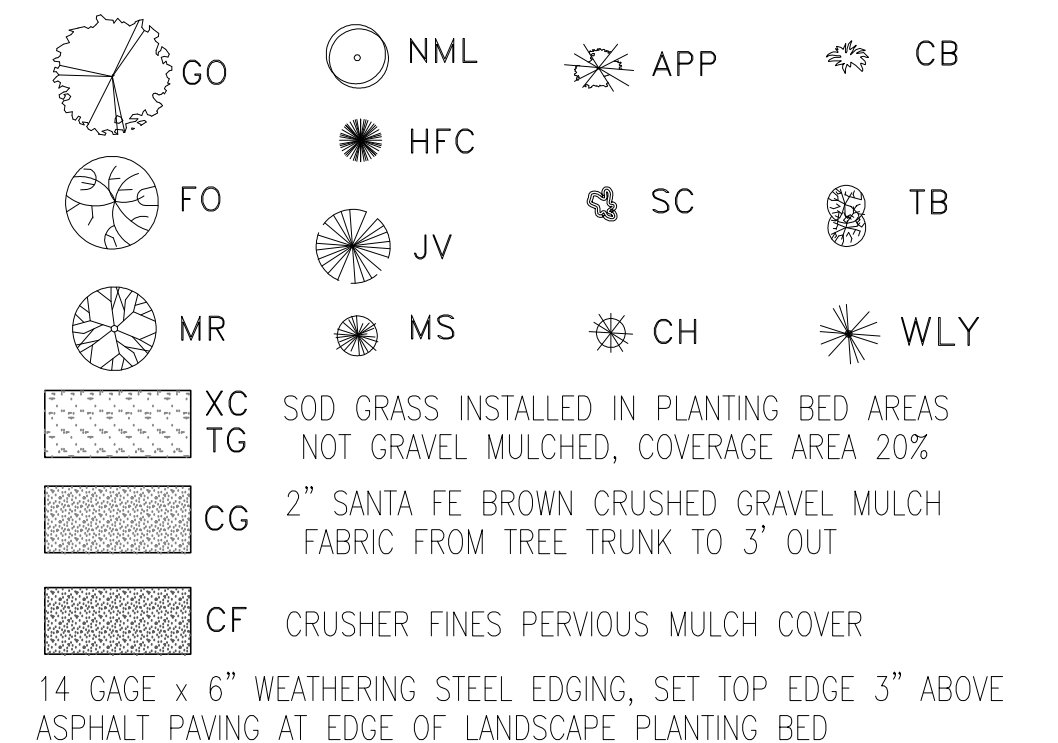 GO
NML
APP
CB
HFC
FO
SC
TB
JV
MR
MS
CH
WLY
XC
TG
SOD GRASS INSTALLED IN PLANTING BED AREAS
NOT GRAVEL MULCHED, COVERAGE AREA 20%
CG
2" SANTA FE BROWN CRUSHED GRAVEL MULCH
FABRIC FROM TREE TRUNK TO 3' OUT
CF
CRUSHER FINES PERVIOUS MULCH COVER
14 GAGE x 6" WEATHERING STEEL EDGING, SET TOP EDGE 3" ABOVE
ASPHALT PAVING AT EDGE OF LANDSCAPE PLANTING BED